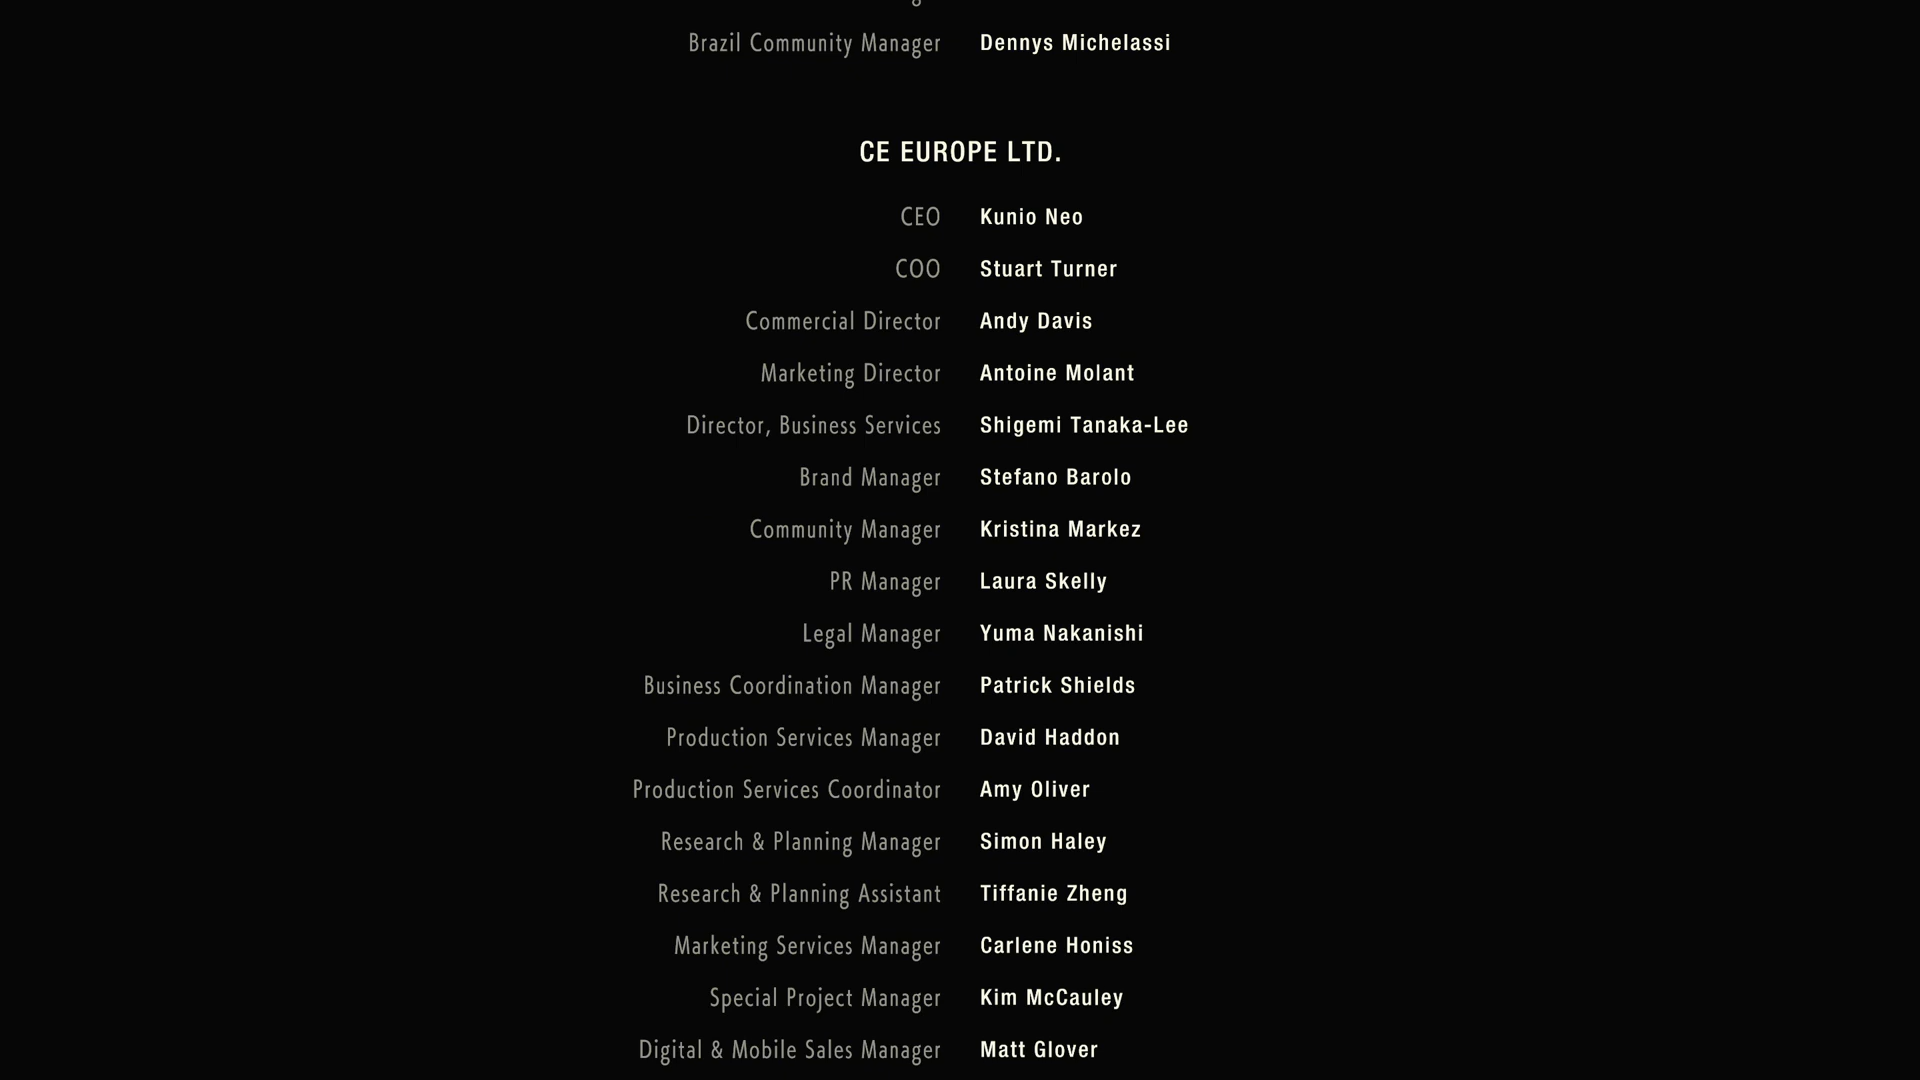 Brazil Community Manager Dennys Michelassi
CE EUROPE LTD.
CEO Kunio Neo
COO Stuart Turner
Commercial Director Andy Davis
Marketing Director Antoine Molant
Director, Business Services Shigemi Tanaka-Lee
Brand Manager Stefano Barolo
Community Manager Kristina Markez
PR Manager Laura Skelly
Legal Manager Yuma Nakanishi
Business Coordination Manager Patrick Shields
Production Services Manager David Haddon
Production Services Coordinator Amy Oliver
Research & Planning Manager Simon Haley
Research & Planning Assistant Tiffanie Zheng
Marketing Services Manager Carlene Honiss
Special Project Manager Kim McCauley
Digital & Mobile Sales Manager Matt Glover